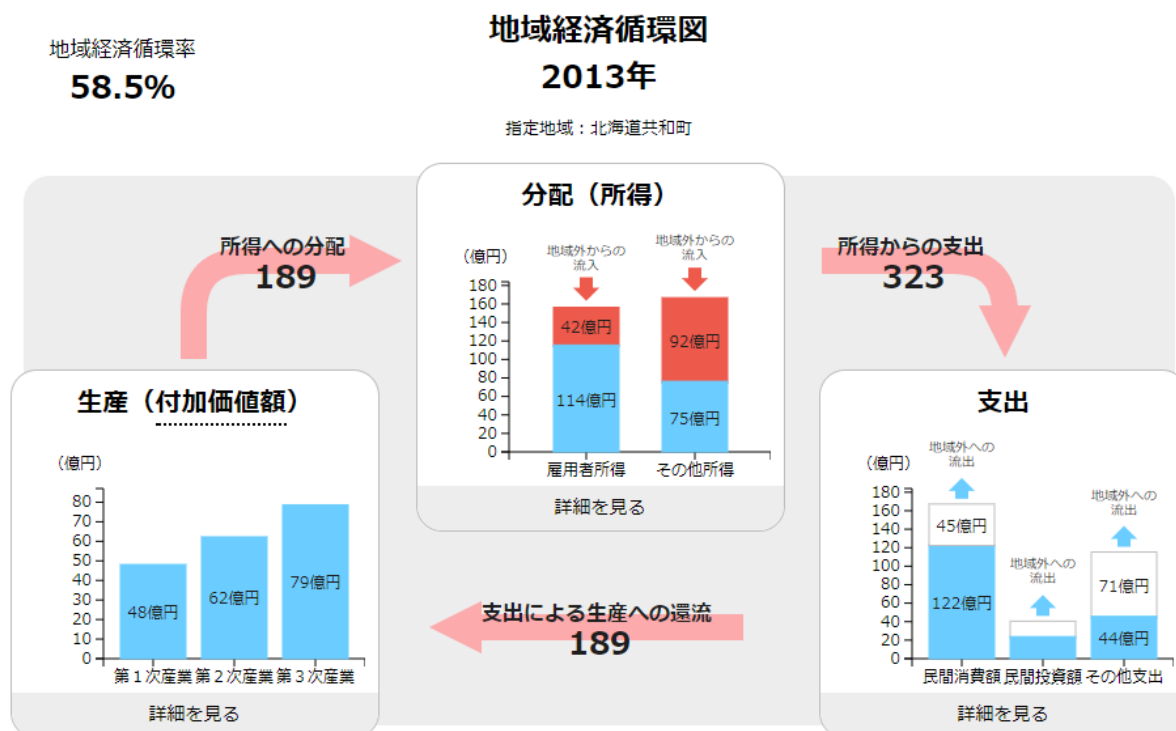 地域経済循環率
58.5%
地域経済循環図
2013年
指定地域：北海道共和町
所得への分配
189
分配（所得）
（億円）
地域外からの
流入
地域外からの
流入
180
160
140
120
100
80
60
40
20
0
42億円
114億円
92億円
75億円
雇用者所得
その他所得
詳細を見る
所得からの支出
323
生産（付加価値額）
（億円）
80
70
60
50
40
30
20
10
0
48億円
62億円
79億円
第１次産業
第２次産業
第３次産業
詳細を見る
支出による生産への還流
189
支出
（億円）
地域外への
流出
地域外への
流出
地域外への
流出
180
160
140
120
100
80
60
40
20
0
45億円
122億円
71億円
44億円
民間消費額
民間投資額
その他支出
詳細を見る